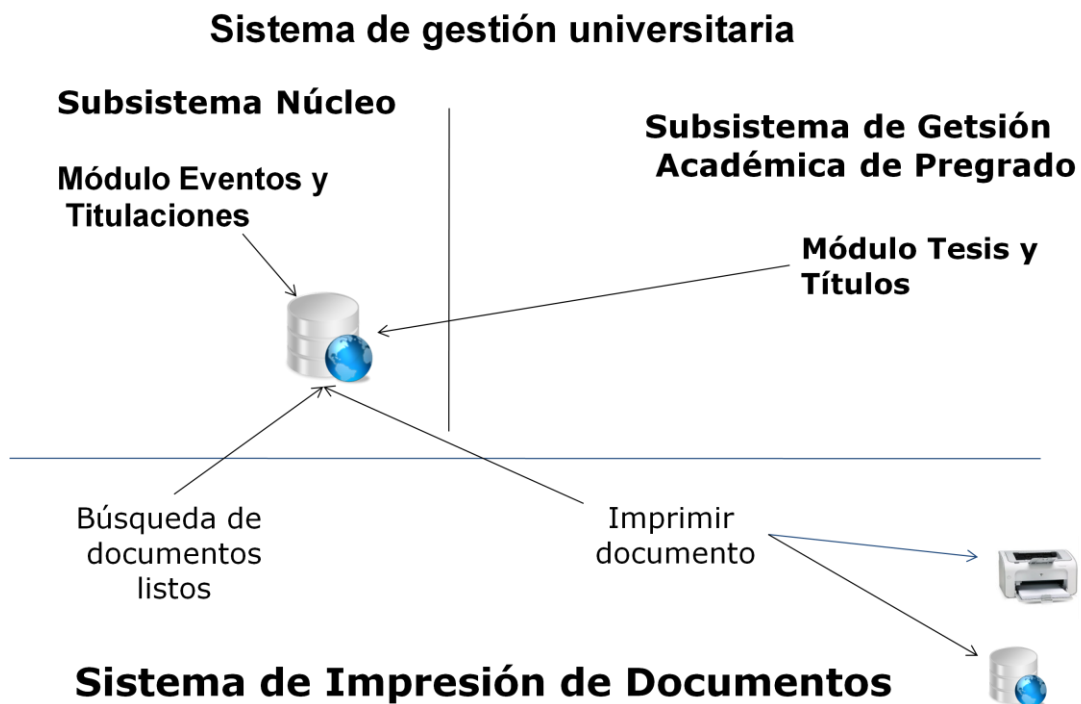 Sistema de gestión universitaria
Subsistema Núcleo
Subsistema de Getsión
Académica de Pregrado
Módulo Eventos y
Titulaciones
Módulo Tesis y
Títulos
Búsqueda de
documentos
listos
Imprimir
documento
Sistema de Impresión de Documentos